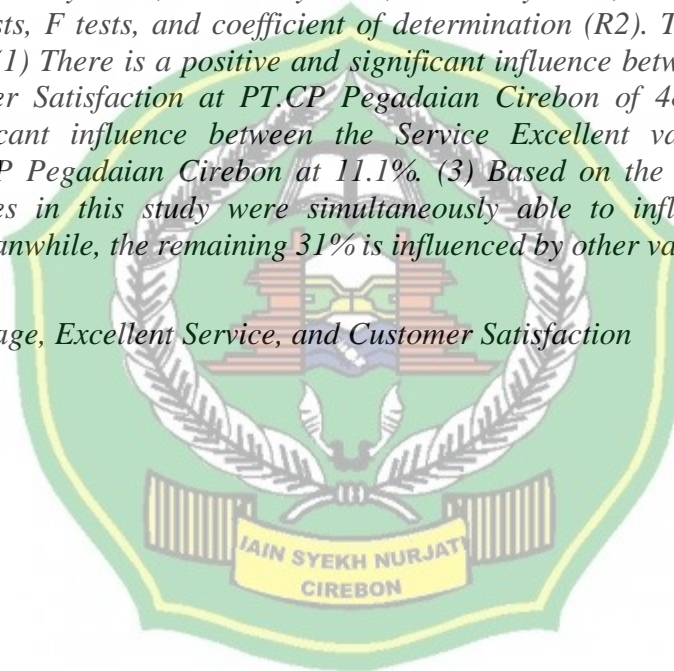 sts, F tests, and coefficient of determination (R2). T
(1) There is a positive and significant influence betw
er Satisfaction at PT.CP Pegadaian Cirebon of 4
cant influence between the Service Excellent va
P Pegadaian Cirebon at 11.1%. (3) Based on the
es in this study were simultaneously able to infl
anwhile, the remaining 31% is influenced by other va
age, Excellent Service, and Customer Satisfaction
IAIN SYEKH NURJATI
CIREBON